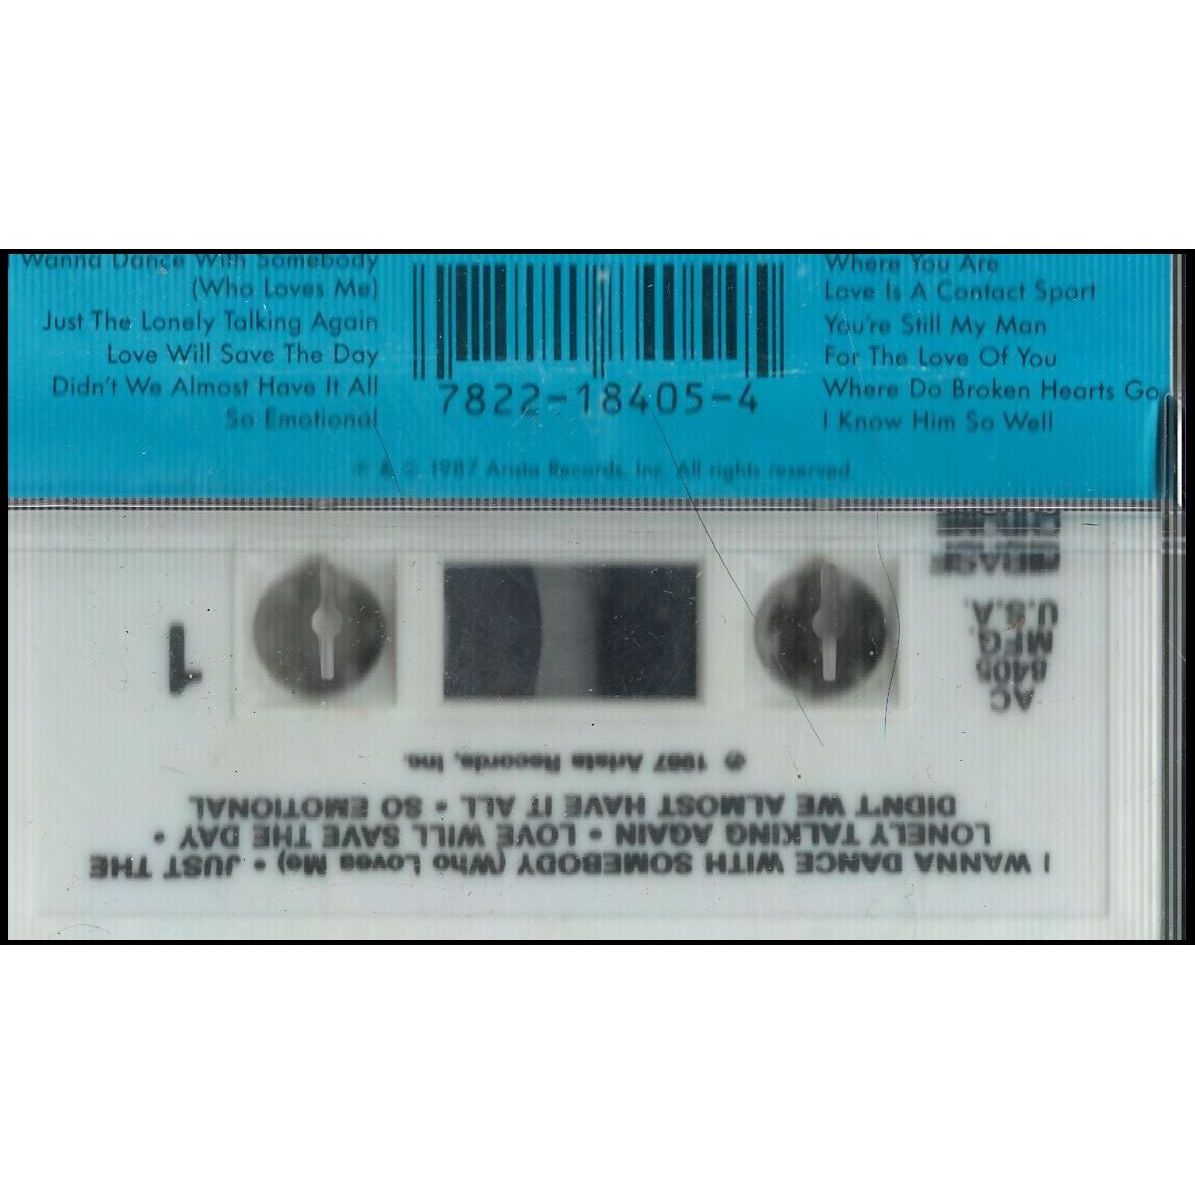 Wanna Dance With Somebody
(Who Loves Me)
Just The Lonely Talking Again
Love Will Save The Day
Didn't We Almost Have It All
So Emotional
7822-18405-4
Where You Are
Love Is A Contact Sport
You're Still My Man
For The Love Of You
Where Do Broken Hearts Go
I Know Him So Well
℗ & © 1987 Arista Records, Inc. All rights reserved.
I WANNA DANCE WITH SOMEBODY (Who Loves Me) • JUST THE
LONELY TALKING AGAIN • LOVE WILL SAVE THE DAY •
DIDN'T WE ALMOST HAVE IT ALL • SO EMOTIONAL
℗ 1987 Arista Records, Inc.
AC
8405
MFG.
U.S.A.
BASF
1